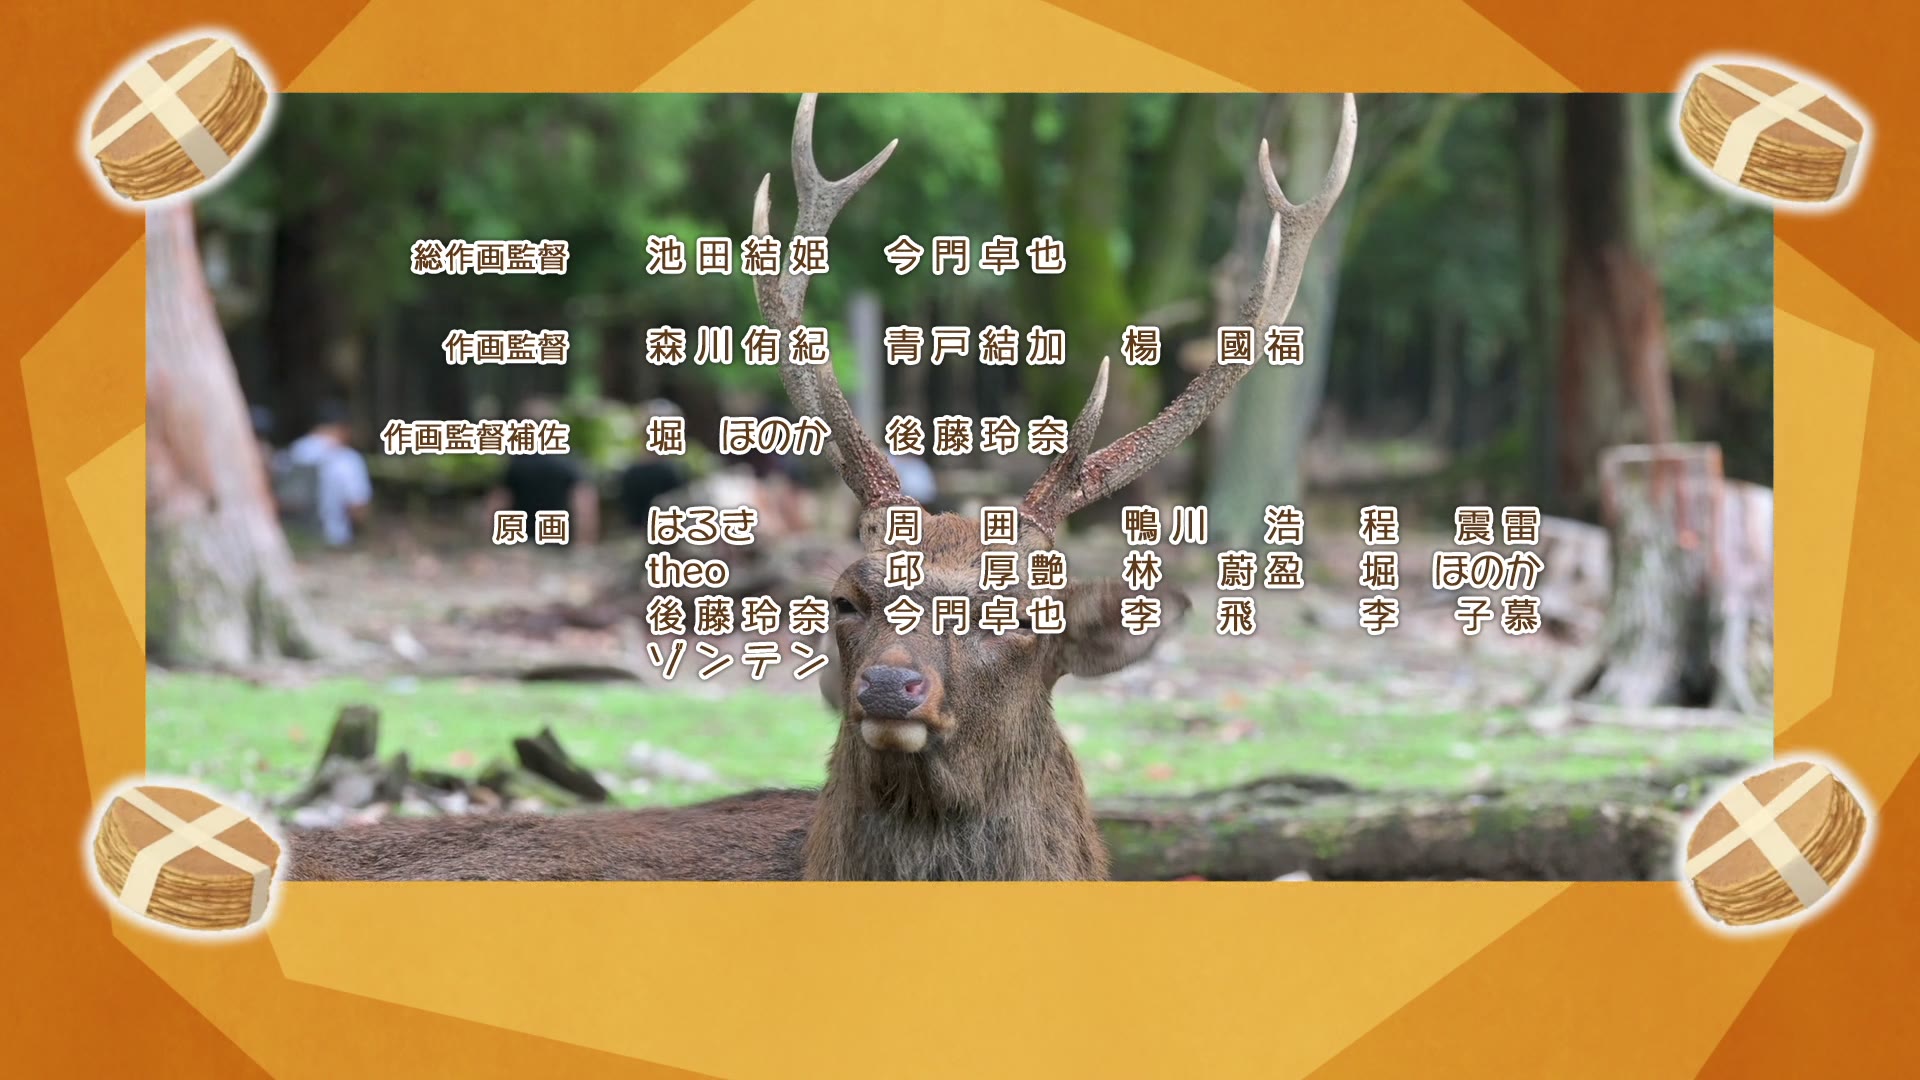 総作画監督 池田結姫 今門卓也
作画監督 森川侑紀 青戸結加 楊 國福
作画監督補佐 堀 ほのか 後藤玲奈
原画 はるき 周 囲 鴨川 浩 程 震雷
theo 邱 厚艶 林 蔚盈 堀 ほのか
後藤玲奈 今門卓也 李 飛 李 子慕
ゾンテン